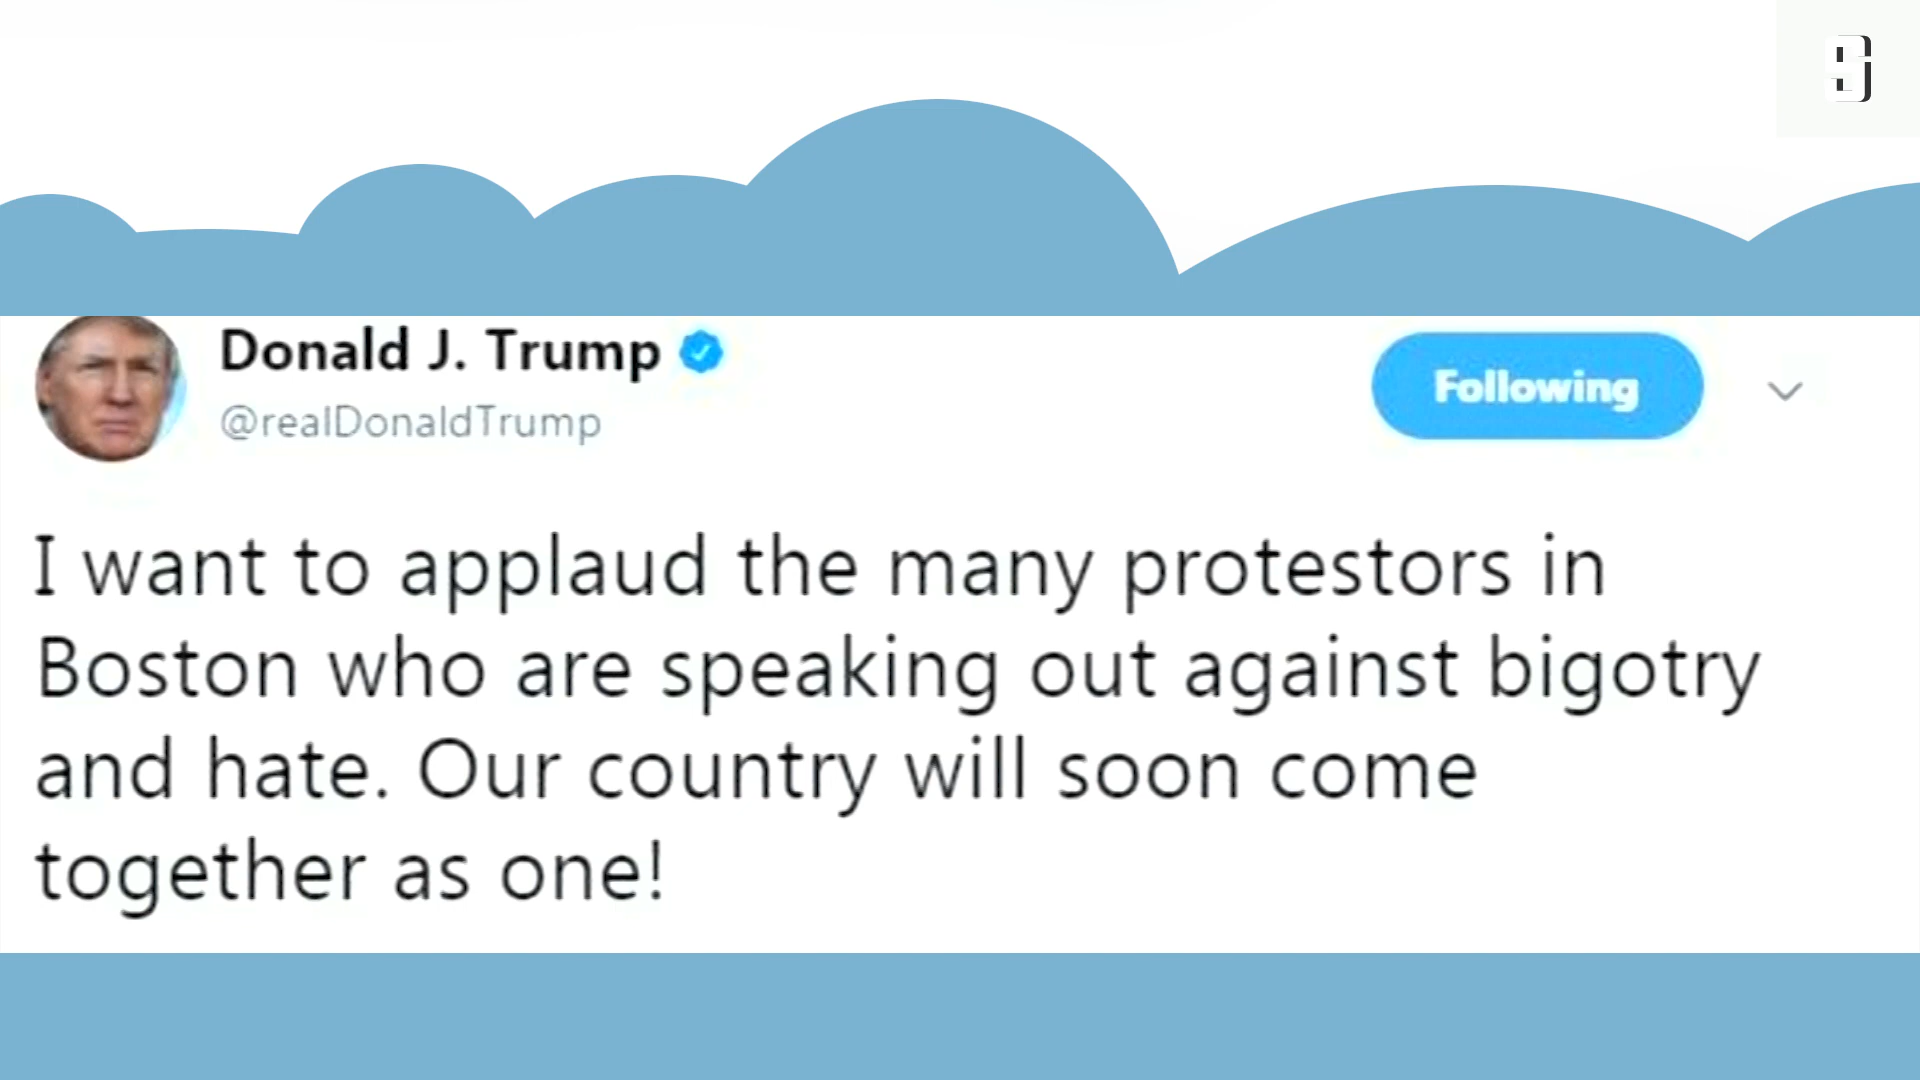 S
Donald J. Trump
@realDonaldTrump
Following
I want to applaud the many protestors in
Boston who are speaking out against bigotry
and hate. Our country will soon come
together as one!